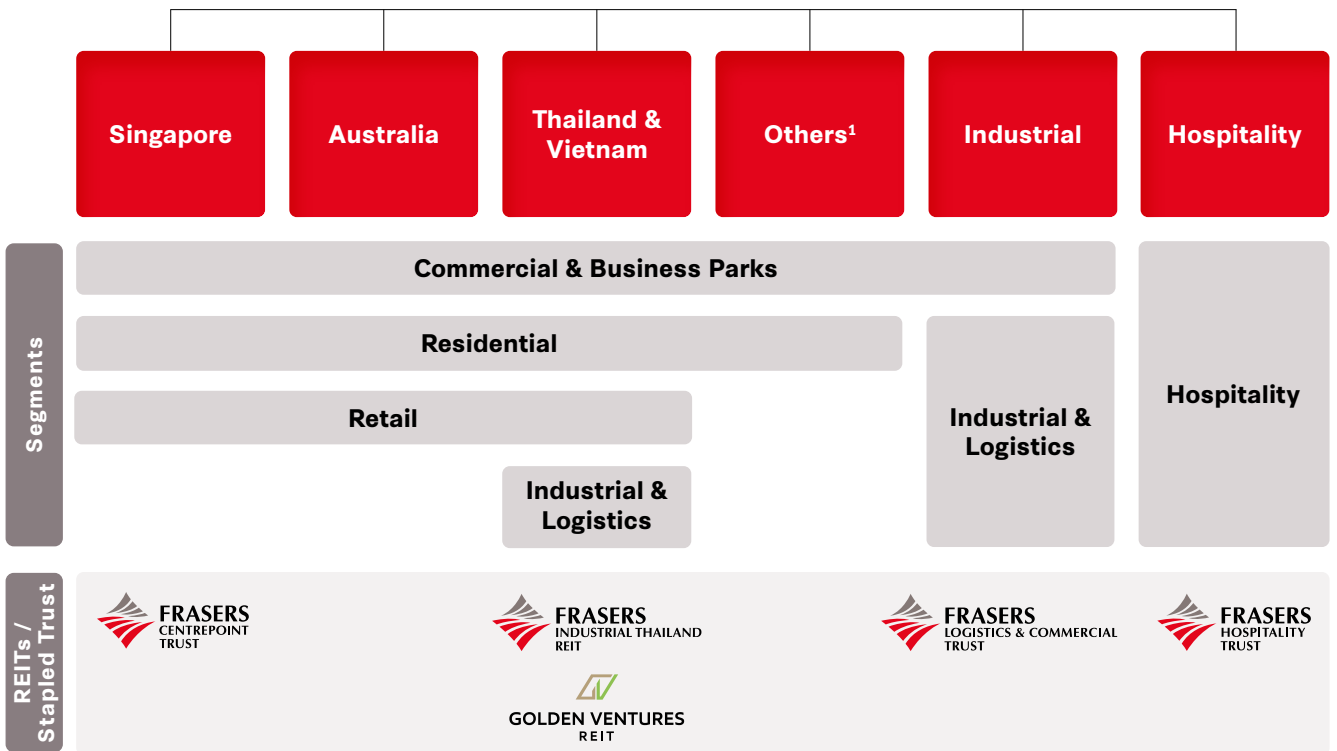 Singapore
Australia
Thailand &
Vietnam
Others¹
Industrial
Hospitality
Segments
Commercial & Business Parks
Residential
Retail
Industrial &
Logistics
Industrial &
Logistics
Hospitality
REITs /
Stapled Trust
FRASERS
CENTREPOINT
TRUST
FRASERS
INDUSTRIAL THAILAND
REIT
GOLDEN VENTURES
REIT
FRASERS
LOGISTICS & COMMERCIAL
TRUST
FRASERS
HOSPITALITY
TRUST